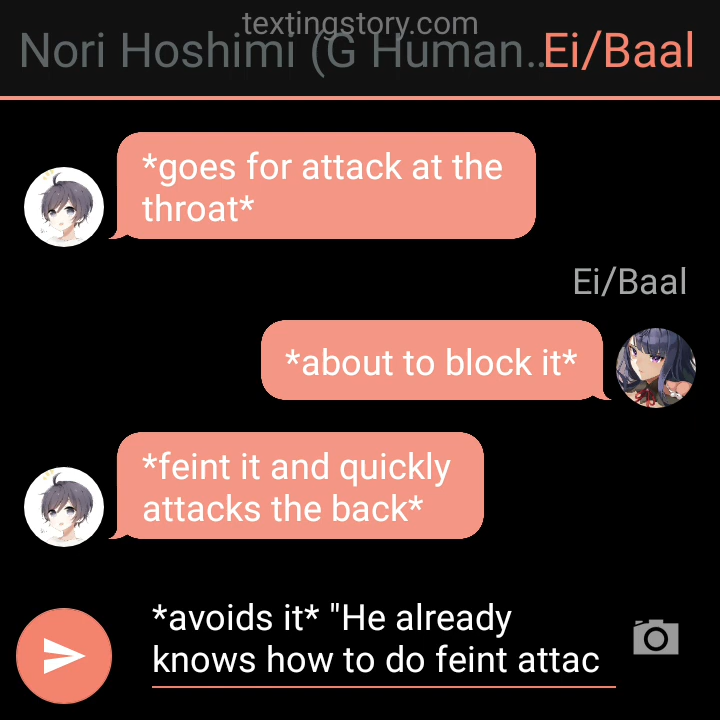 textingstory.com
Nori Hoshimi (G Human.. Ei/Baal
*goes for attack at the
throat*
Ei/Baal
*about to block it*
*feint it and quickly
attacks the back*
*avoids it* "He already
knows how to do feint attac